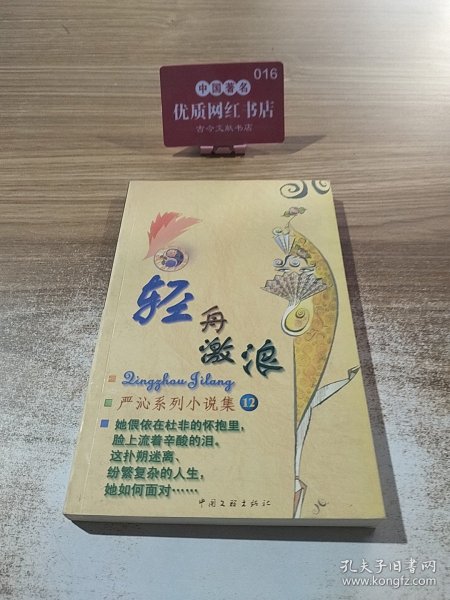 016
中国著名
优质网红书店
古今文献书店
轻舟激浪
Qingzhou Jilang
严沁系列小说集 12
她偎依在杜非的怀抱里,
脸上流着辛酸的泪。
这扑朔迷离、
纷繁复杂的人生,
她如何面对……
中国文联出版社
孔夫子旧书网
www.kongfz.com